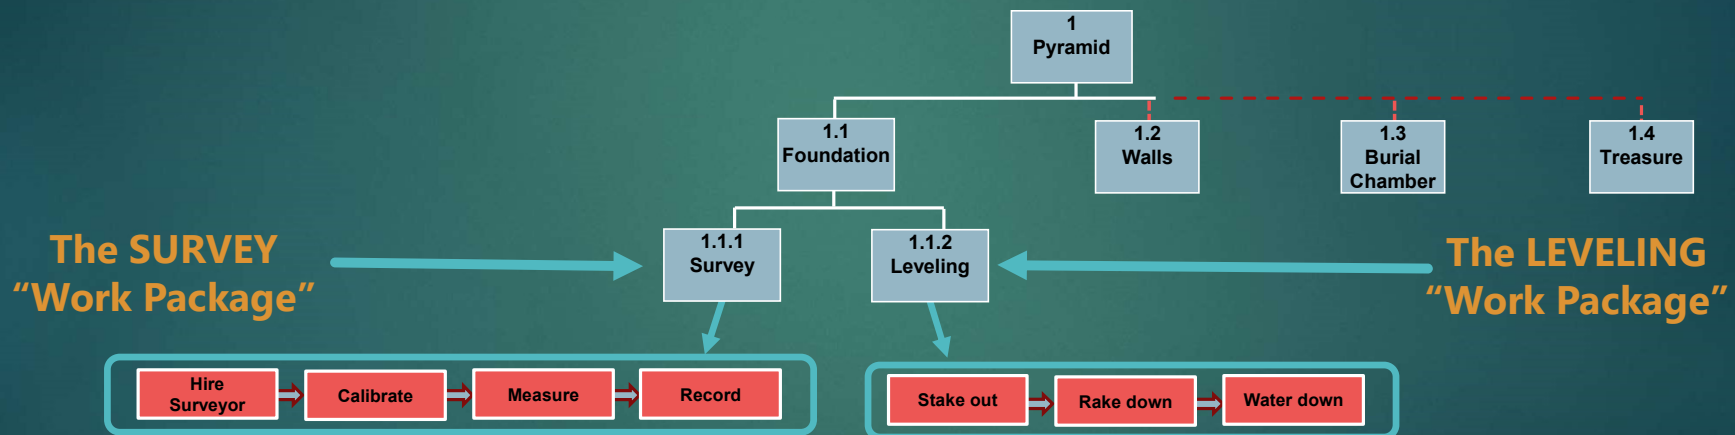 1
Pyramid
1.1
Foundation
1.2
Walls
1.3
Burial
Chamber
1.4
Treasure
The SURVEY
“Work Package”
1.1.1
Survey
1.1.2
Leveling
The LEVELING
“Work Package”
Hire
Surveyor
Calibrate
Measure
Record
Stake out
Rake down
Water down